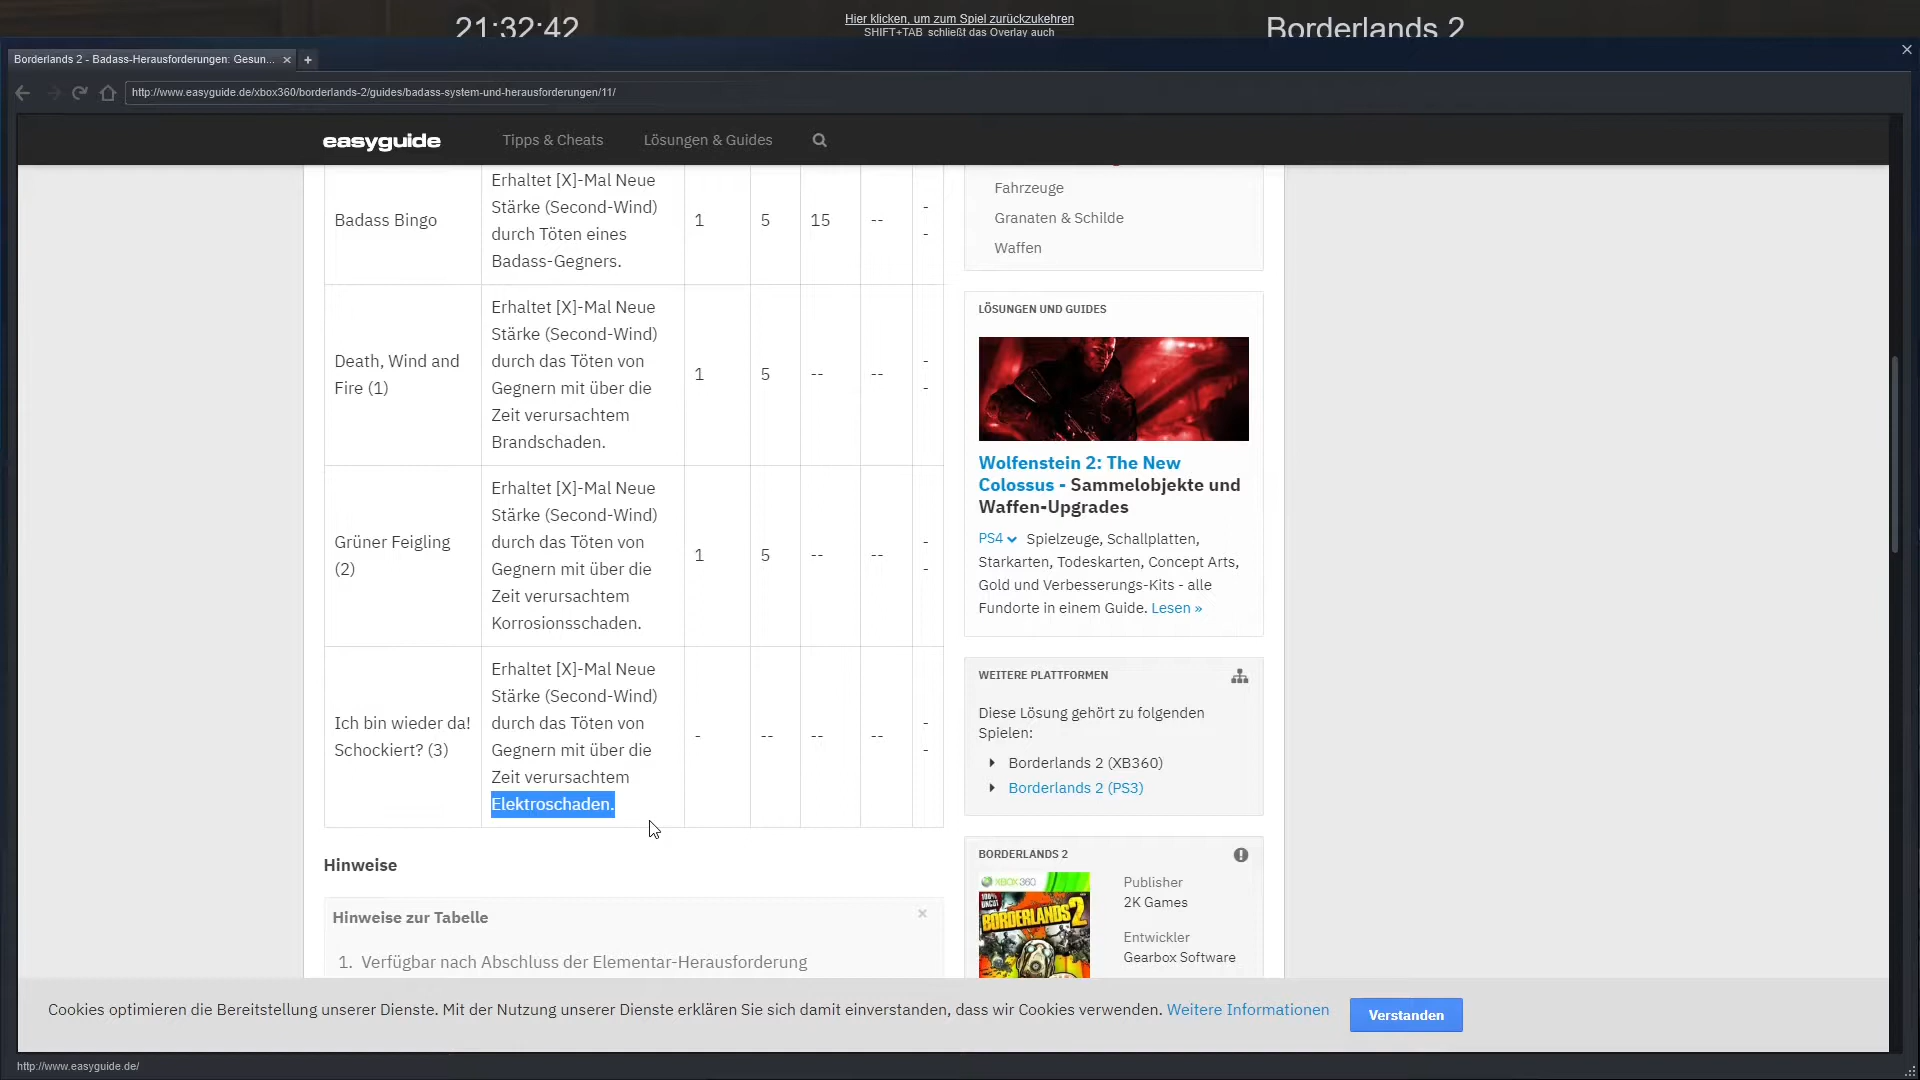 21:32:42
Hier klicken, um zum Spiel zurückzukehren
SHIFT+TAB schließt das Overlay auch
Borderlands 2
Borderlands 2 - Badass-Herausforderungen: Gesun... × +
http://www.easyguide.de/xbox360/borderlands-2/guides/badass-system-und-herausforderungen/11/
easyguide Tipps & Cheats Lösungen & Guides
Badass Bingo
Erhaltet [X]-Mal Neue
Stärke (Second-Wind)
durch Töten eines
Badass-Gegners.
1 5 15 -- - -
Death, Wind and
Fire (1)
Erhaltet [X]-Mal Neue
Stärke (Second-Wind)
durch das Töten von
Gegnern mit über die
Zeit verursachtem
Brandschaden.
1 5 -- -- - -
Grüner Feigling
(2)
Erhaltet [X]-Mal Neue
Stärke (Second-Wind)
durch das Töten von
Gegnern mit über die
Zeit verursachtem
Korrosionsschaden.
1 5 -- -- - -
Ich bin wieder da!
Schockiert? (3)
Erhaltet [X]-Mal Neue
Stärke (Second-Wind)
durch das Töten von
Gegnern mit über die
Zeit verursachtem
Elektroschaden.
- -- -- -- - -
Hinweise
Hinweise zur Tabelle ×
1. Verfügbar nach Abschluss der Elementar-Herausforderung
Fahrzeuge
Granaten & Schilde
Waffen
LÖSUNGEN UND GUIDES
Wolfenstein 2: The New
Colossus - Sammelobjekte und
Waffen-Upgrades
PS4 Spielzeuge, Schallplatten,
Starkarten, Todeskarten, Concept Arts,
Gold und Verbesserungs-Kits - alle
Fundorte in einem Guide. Lesen »
WEITERE PLATTFORMEN
Diese Lösung gehört zu folgenden
Spielen:
Borderlands 2 (XB360)
Borderlands 2 (PS3)
BORDERLANDS 2
XBOX 360
BORDERLANDS 2
Publisher
2K Games
Entwickler
Gearbox Software
Cookies optimieren die Bereitstellung unserer Dienste. Mit der Nutzung unserer Dienste erklären Sie sich damit einverstanden, dass wir Cookies verwenden. Weitere Informationen
Verstanden
http://www.easyguide.de/